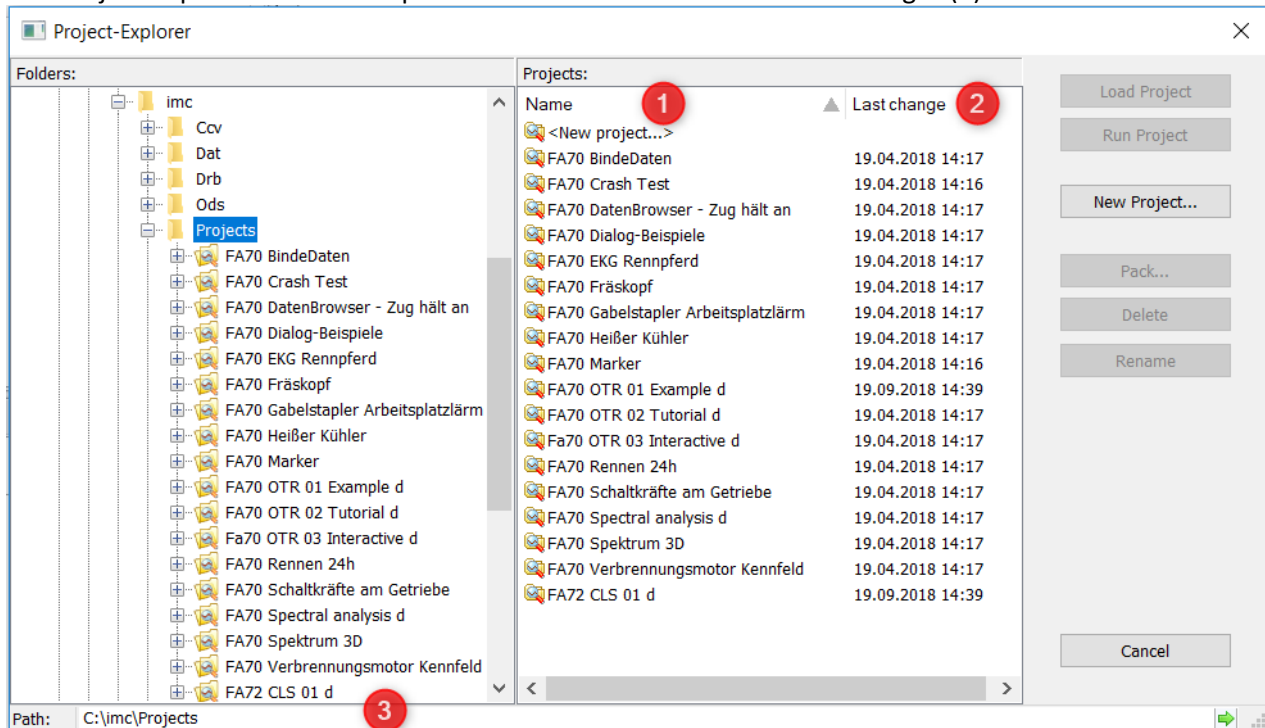 Project-Explorer
Folders:
imc
Ccv
Dat
Drb
Ods
Projects
FA70 BindeDaten
FA70 Crash Test
FA70 DatenBrowser - Zug hält an
FA70 Dialog-Beispiele
FA70 EKG Rennpferd
FA70 Fräskopf
FA70 Gabelstapler Arbeitsplatzlärm
FA70 Heißer Kühler
FA70 Marker
FA70 OTR 01 Example d
FA70 OTR 02 Tutorial d
Fa70 OTR 03 Interactive d
FA70 Rennen 24h
FA70 Schaltkräfte am Getriebe
FA70 Spectral analysis d
FA70 Spektrum 3D
FA70 Verbrennungsmotor Kennfeld
FA72 CLS 01 d
Projects:
Name 1 Last change 2
<New project...>
FA70 BindeDaten 19.04.2018 14:17
FA70 Crash Test 19.04.2018 14:16
FA70 DatenBrowser - Zug hält an 19.04.2018 14:17
FA70 Dialog-Beispiele 19.04.2018 14:17
FA70 EKG Rennpferd 19.04.2018 14:17
FA70 Fräskopf 19.04.2018 14:17
FA70 Gabelstapler Arbeitsplatzlärm 19.04.2018 14:17
FA70 Heißer Kühler 19.04.2018 14:17
FA70 Marker 19.04.2018 14:16
FA70 OTR 01 Example d 19.09.2018 14:39
FA70 OTR 02 Tutorial d 19.04.2018 14:17
Fa70 OTR 03 Interactive d 19.04.2018 14:17
FA70 Rennen 24h 19.04.2018 14:17
FA70 Schaltkräfte am Getriebe 19.04.2018 14:17
FA70 Spectral analysis d 19.04.2018 14:17
FA70 Spektrum 3D 19.04.2018 14:17
FA70 Verbrennungsmotor Kennfeld 19.04.2018 14:17
FA72 CLS 01 d 19.09.2018 14:39
Load Project
Run Project
New Project...
Pack...
Delete
Rename
Cancel
Path: C:\imc\Projects 3